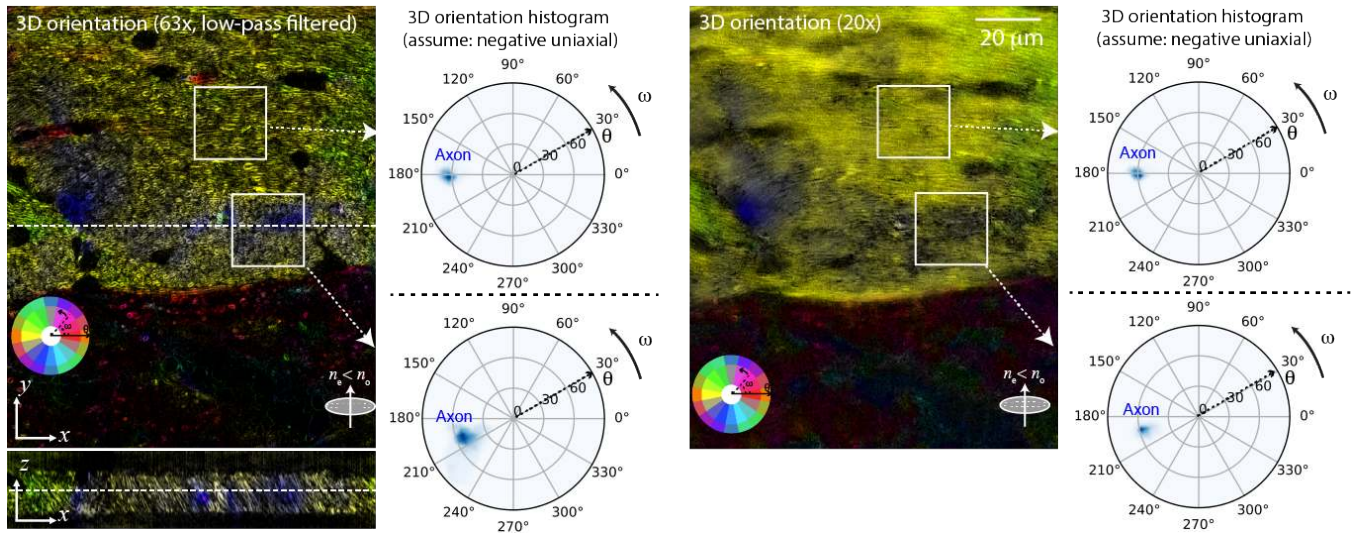 3D orientation (63x, low-pass filtered)
ω
θ
y
x
nₑ < nₒ
z
x
3D orientation histogram
(assume: negative uniaxial)
90°
120°
60°
150°
30°
ω
θ
60
30
0
Axon
180°
0°
210°
330°
240°
300°
270°
90°
120°
60°
150°
30°
ω
θ
60
30
0
Axon
180°
0°
210°
330°
240°
300°
270°
3D orientation (20x)
20 μm
ω
θ
nₑ < nₒ
3D orientation histogram
(assume: negative uniaxial)
90°
120°
60°
150°
30°
ω
θ
60
30
0
Axon
180°
0°
210°
330°
240°
300°
270°
90°
120°
60°
150°
30°
ω
θ
60
30
0
Axon
180°
0°
210°
330°
240°
300°
270°